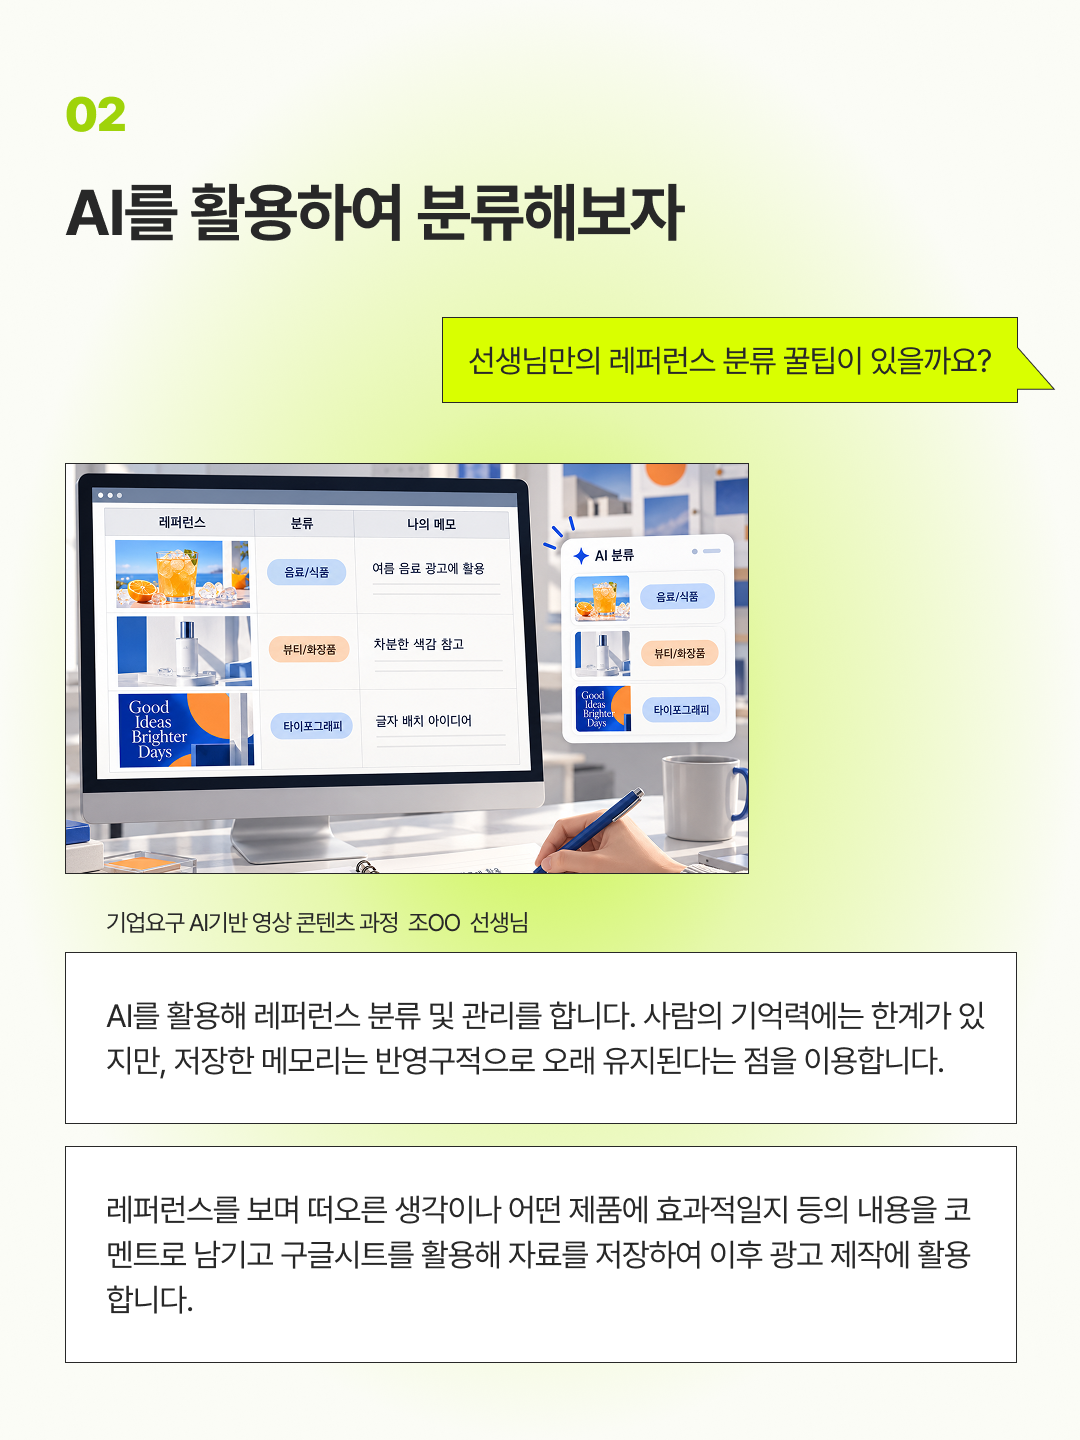 02
AI를 활용하여 분류해보자
선생님만의 레퍼런스 분류 꿀팁이 있을까요?
레퍼런스 분류 나의 메모
음료/식품 여름 음료 광고에 활용
뷰티/화장품 차분한 색감 참고
Good
Ideas
Brighter
Days
타이포그래피 글자 배치 아이디어
AI 분류
음료/식품
뷰티/화장품
Good
Ideas
Brighter
Days
타이포그래피
기업요구 AI기반 영상 콘텐츠 과정 조OO 선생님
AI를 활용해 레퍼런스 분류 및 관리를 합니다. 사람의 기억력에는 한계가 있
지만, 저장한 메모리는 반영구적으로 오래 유지된다는 점을 이용합니다.
레퍼런스를 보며 떠오른 생각이나 어떤 제품에 효과적일지 등의 내용을 코
멘트로 남기고 구글시트를 활용해 자료를 저장하여 이후 광고 제작에 활용
합니다.